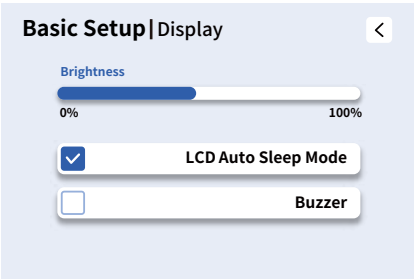 Basic Setup|Display
Brightness
0% 100%
LCD Auto Sleep Mode
Buzzer